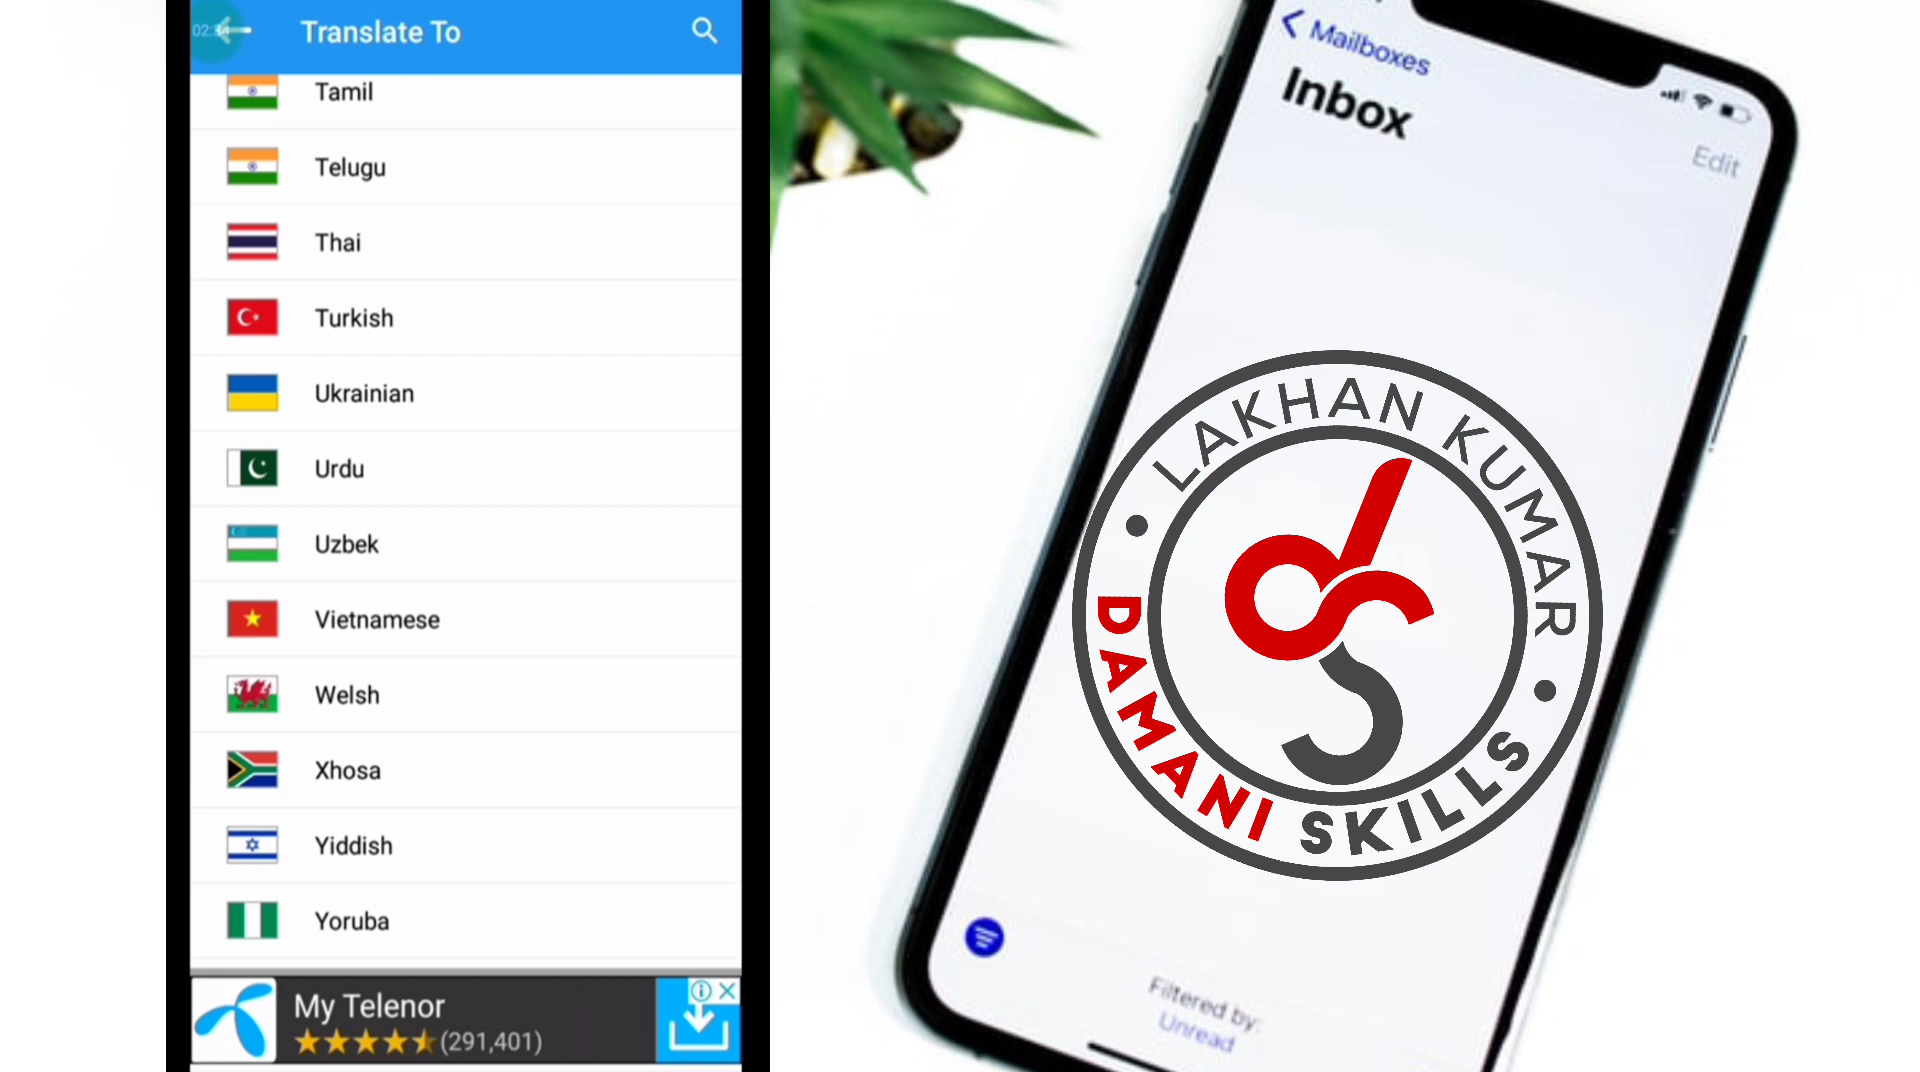 Translate To
Tamil
Telugu
Thai
Turkish
Ukrainian
Urdu
Uzbek
Vietnamese
Welsh
Xhosa
Yiddish
Yoruba
My Telenor
(291,401)
Mailboxes
Inbox
Edit
LAKHAN KUMAR
DAMANI SKILLS
Filtered by:
Unread